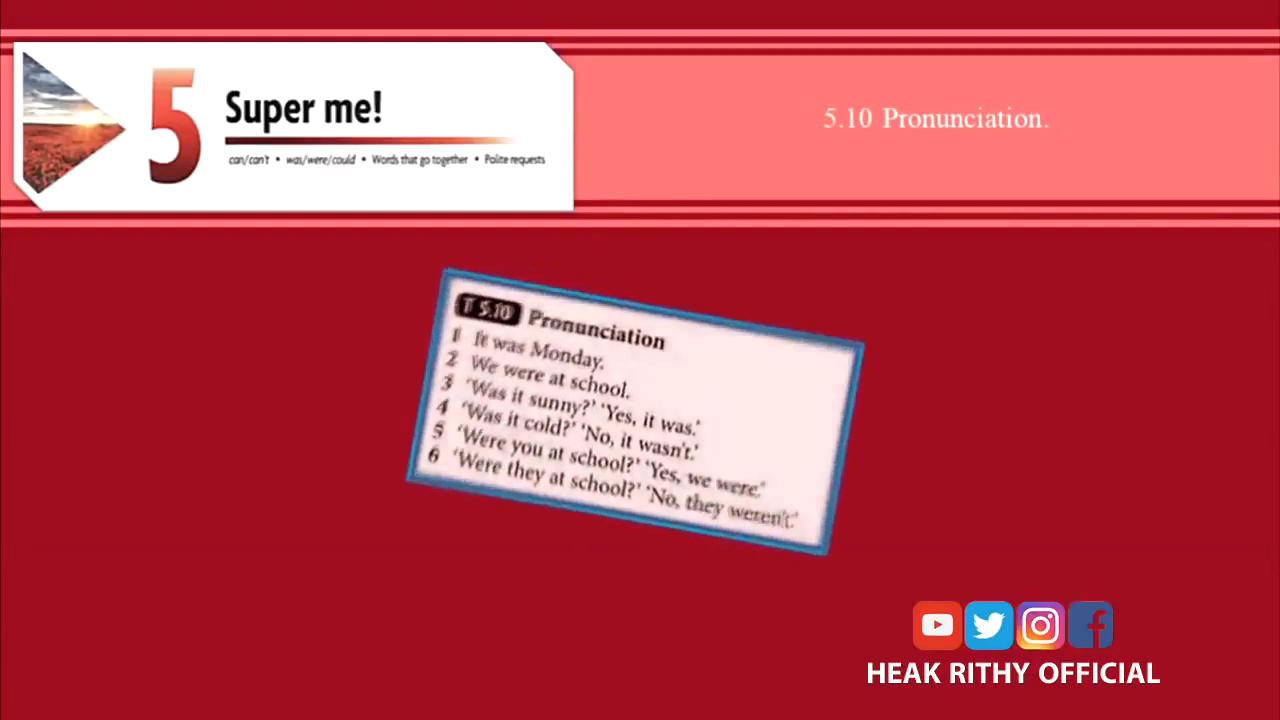 5 Super me!
can/can't • was/were/could • Words that go together • Polite requests
5.10 Pronunciation.
T 5.10 Pronunciation
1 It was Monday.
2 We were at school.
3 'Was it sunny?' 'Yes, it was.'
4 'Was it cold?' 'No, it wasn't.'
5 'Were you at school?' 'Yes, we were.'
6 'Were they at school?' 'No, they weren't.'
HEAK RITHY OFFICIAL